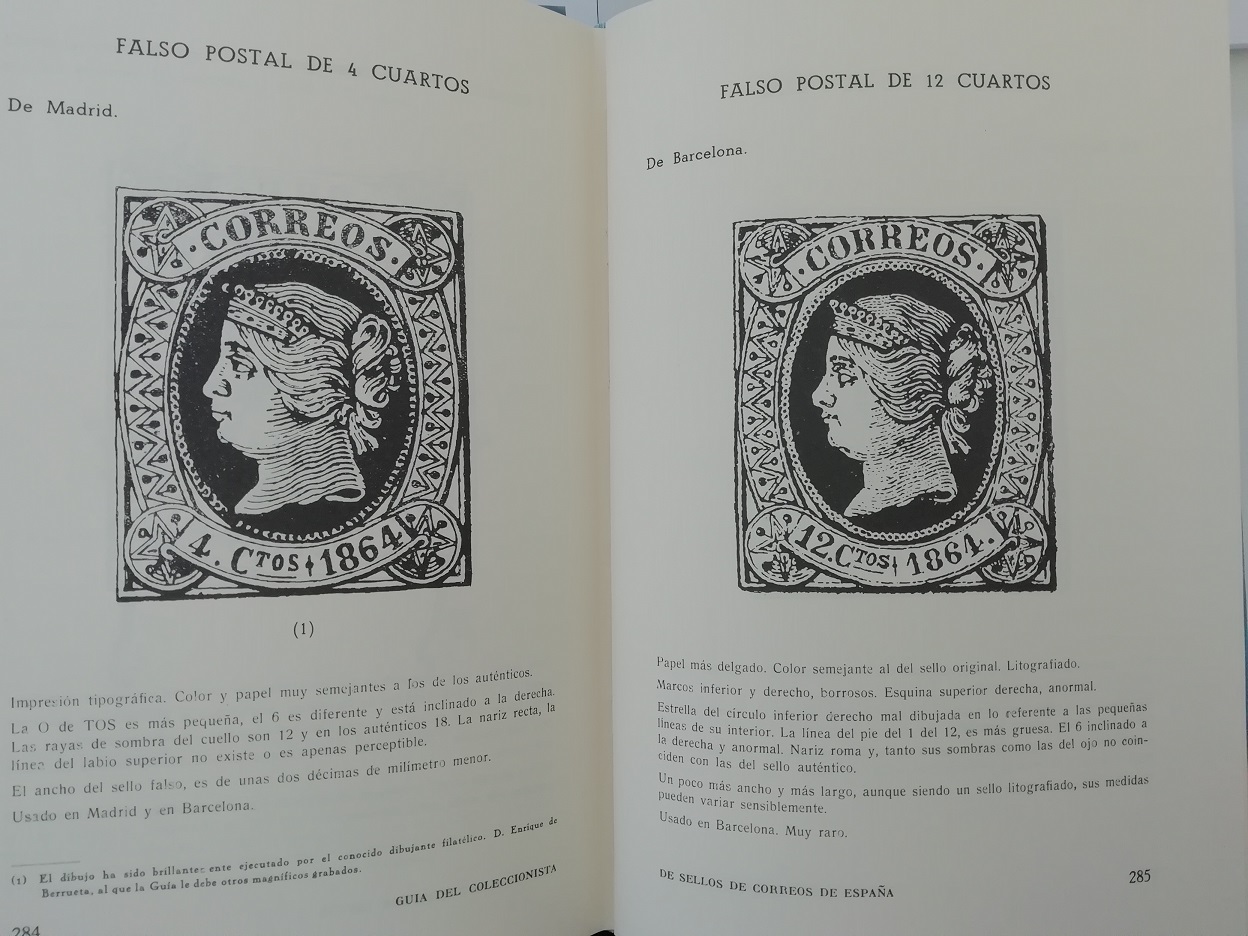 FALSO POSTAL DE 4 CUARTOS
De Madrid.
CORREOS
4. CTOS 1864
(1)
Impresión tipográfica. Color y papel muy semejantes a los de los auténticos.
La O de TOS es más pequeña, el 6 es diferente y está inclinado a la derecha.
Las rayas de sombra del cuello son 12 y en los auténticos 18. La nariz recta, la
línea del labio superior no existe o es apenas perceptible.
El ancho del sello falso, es de unas dos décimas de milímetro menor.
Usado en Madrid y en Barcelona.
(1) El dibujo ha sido brillante:ente ejecutado por el conocido dibujante filatélico. D. Enrique de
Berrueta, al que la Guía le debe otros magníficos grabados.
GUIA DEL COLECCIONISTA
284
FALSO POSTAL DE 12 CUARTOS
De Barcelona.
·CORREOS·
12.CTOS 1864.
Papel más delgado. Color semejante al del sello original. Litografiado.
Marcos inferior y derecho, borrosos. Esquina superior derecha, anormal.
Estrella del círculo inferior derecho mal dibujada en lo referente a las pequeñas
líneas de su interior. La línea del pie del 1 del 12, es más gruesa. El 6 inclinado a
la derecha y anormal. Nariz roma y, tanto sus sombras como las del ojo no coin-
ciden con las del sello auténtico.
Un poco más ancho y más largo, aunque siendo un sello litografiado, sus medidas
pueden variar sensiblemente.
Usado en Barcelona. Muy raro.
DE SELLOS DE CORREOS DE ESPAÑA
285